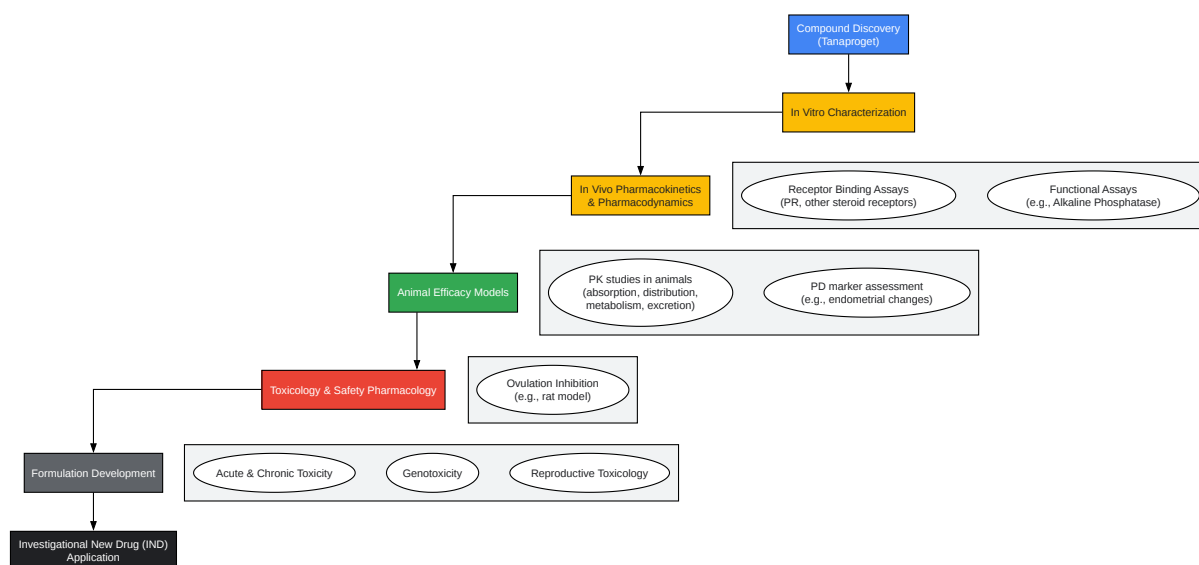 Compound Discovery
(Tanaproget)
In Vitro Characterization
In Vivo Pharmacokinetics
& Pharmacodynamics
Receptor Binding Assays
(PR, other steroid receptors)
Functional Assays
(e.g., Alkaline Phosphatase)
Animal Efficacy Models
PK studies in animals
(absorption, distribution,
metabolism, excretion)
PD marker assessment
(e.g., endometrial changes)
Toxicology & Safety Pharmacology
Ovulation Inhibition
(e.g., rat model)
Formulation Development
Acute & Chronic Toxicity
Genotoxicity
Reproductive Toxicology
Investigational New Drug (IND)
Application